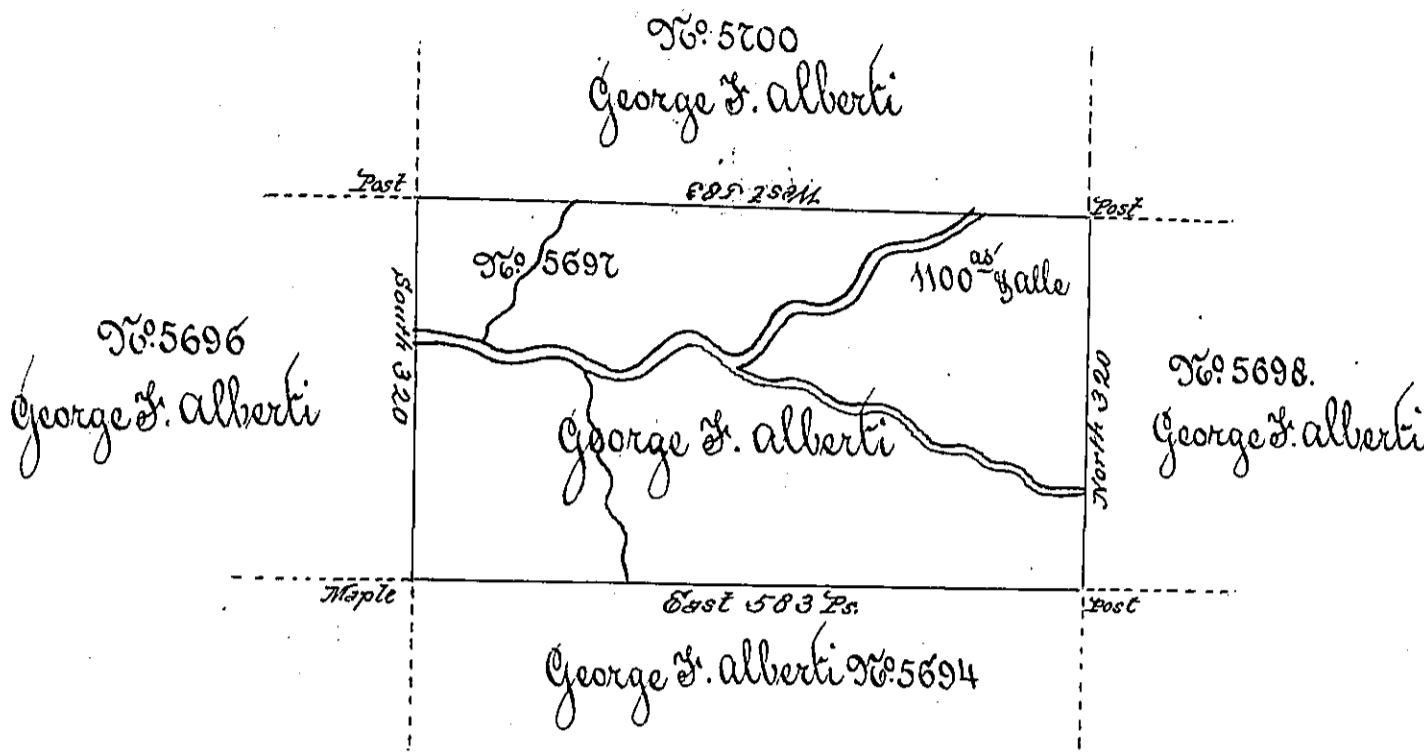 No. 5700
George F. Alberti
Post
West 583
Post
No. 5697
1100 as & alle
South 320
No. 5696
George F. Alberti
George F. Alberti
North 320
No. 5698.
George F. Alberti
Maple
East 583 Ps.
Post
George F. Alberti No. 5694